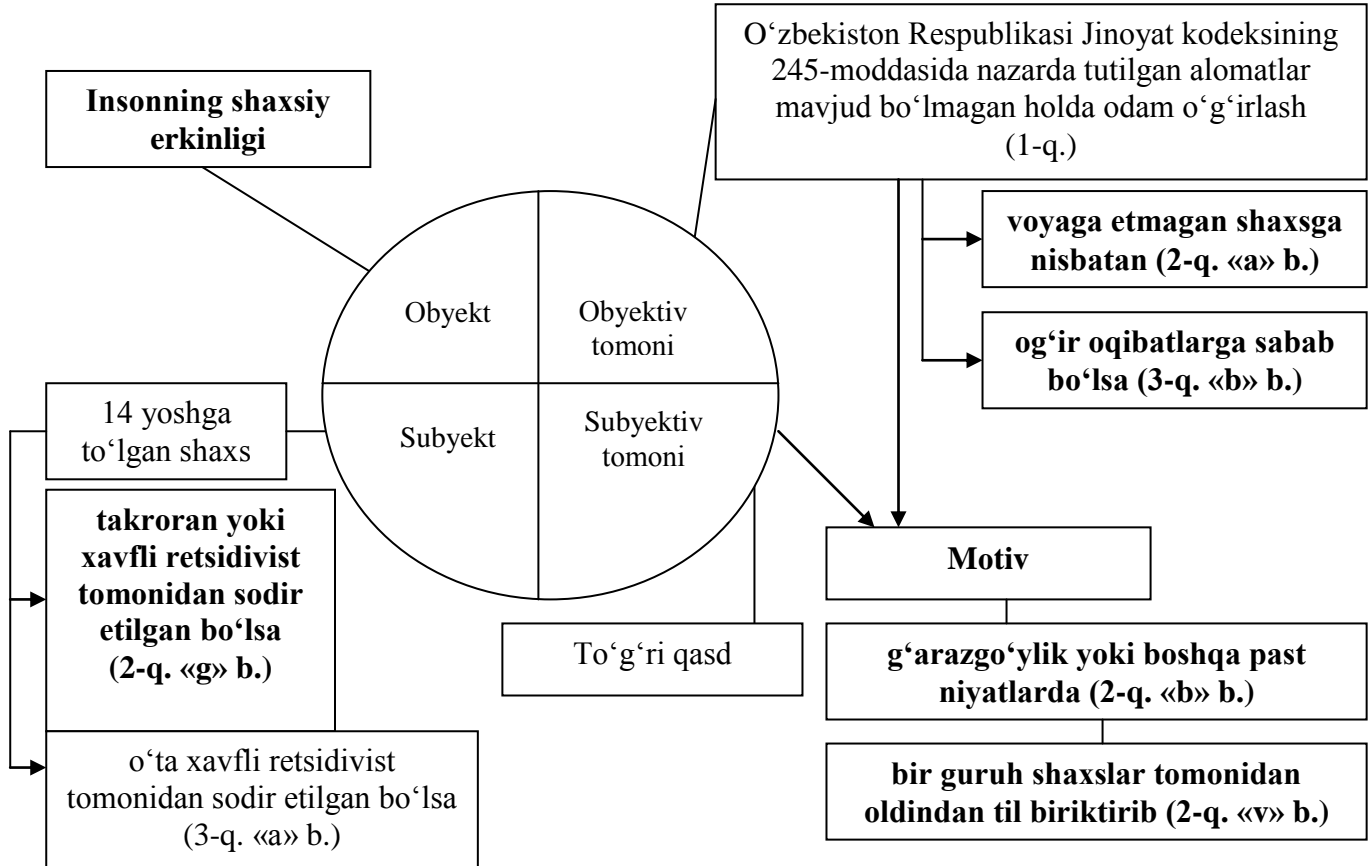 O‘zbekiston Respublikasi Jinoyat kodeksining
245-moddasida nazarda tutilgan alomatlar
mavjud bo‘lmagan holda odam o‘g‘irlash
(1-q.)
Insonning shaxsiy
erkinligi
voyaga etmagan shaxsga
nisbatan (2-q. «a» b.)
og‘ir oqibatlarga sabab
bo‘lsa (3-q. «b» b.)
Obyekt
Obyektiv
tomoni
Subyekt
Subyektiv
tomoni
14 yoshga
to‘lgan shaxs
takroran yoki
xavfli retsidivist
tomonidan sodir
etilgan bo‘lsa
(2-q. «g» b.)
o‘ta xavfli retsidivist
tomonidan sodir etilgan bo‘lsa
(3-q. «a» b.)
To‘g‘ri qasd
Motiv
g‘arazgo‘ylik yoki boshqa past
niyatlarda (2-q. «b» b.)
bir guruh shaxslar tomonidan
oldindan til biriktirib (2-q. «v» b.)